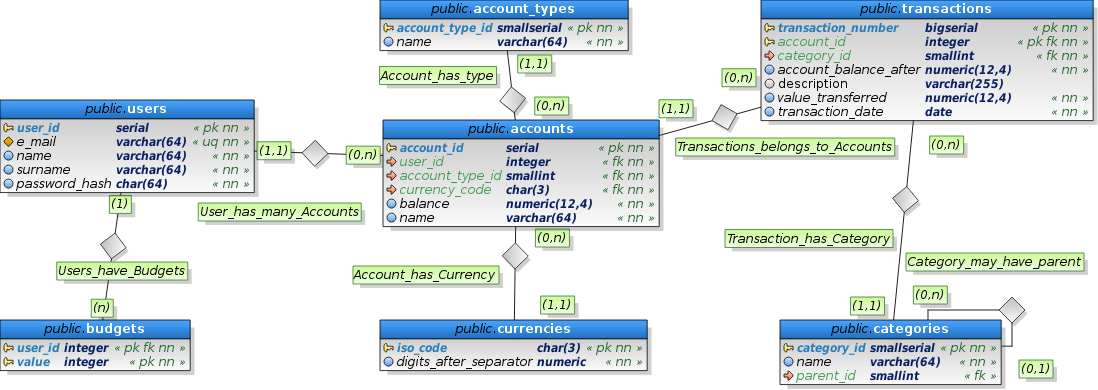 public.account_types
account_type_id smallserial « pk nn »
name varchar(64) « nn »
public.transactions
transaction_number bigserial « pk nn »
account_id integer « pk fk nn »
category_id smallint « fk nn »
account_balance_after numeric(12,4) « nn »
description varchar(255)
value_transferred numeric(12,4) « nn »
transaction_date date « nn »
(1,1)
Account_has_type
(0,n)
(0,n)
(1,1)
public.users
user_id serial « pk nn »
e_mail varchar(64) « uq nn »
name varchar(64) « nn »
surname varchar(64) « nn »
password_hash char(64) « nn »
(1,1)
(0,n)
public.accounts
account_id serial « pk nn »
user_id integer « fk nn »
account_type_id smallint « fk nn »
currency_code char(3) « fk nn »
balance numeric(12,4) « nn »
name varchar(64) « nn »
Transactions_belongs_to_Accounts
(0,n)
(1)
User_has_many_Accounts
(0,n)
Transaction_has_Category
Users_have_Budgets
Account_has_Currency
Category_may_have_parent
(n)
(1,1)
(1,1)
(0,n)
public.budgets
user_id integer « pk fk nn »
value integer « pk nn »
public.currencies
iso_code char(3) « pk nn »
digits_after_separator numeric « nn »
public.categories
category_id smallserial « pk nn »
name varchar(64) « nn »
parent_id smallint « fk »
(0,1)